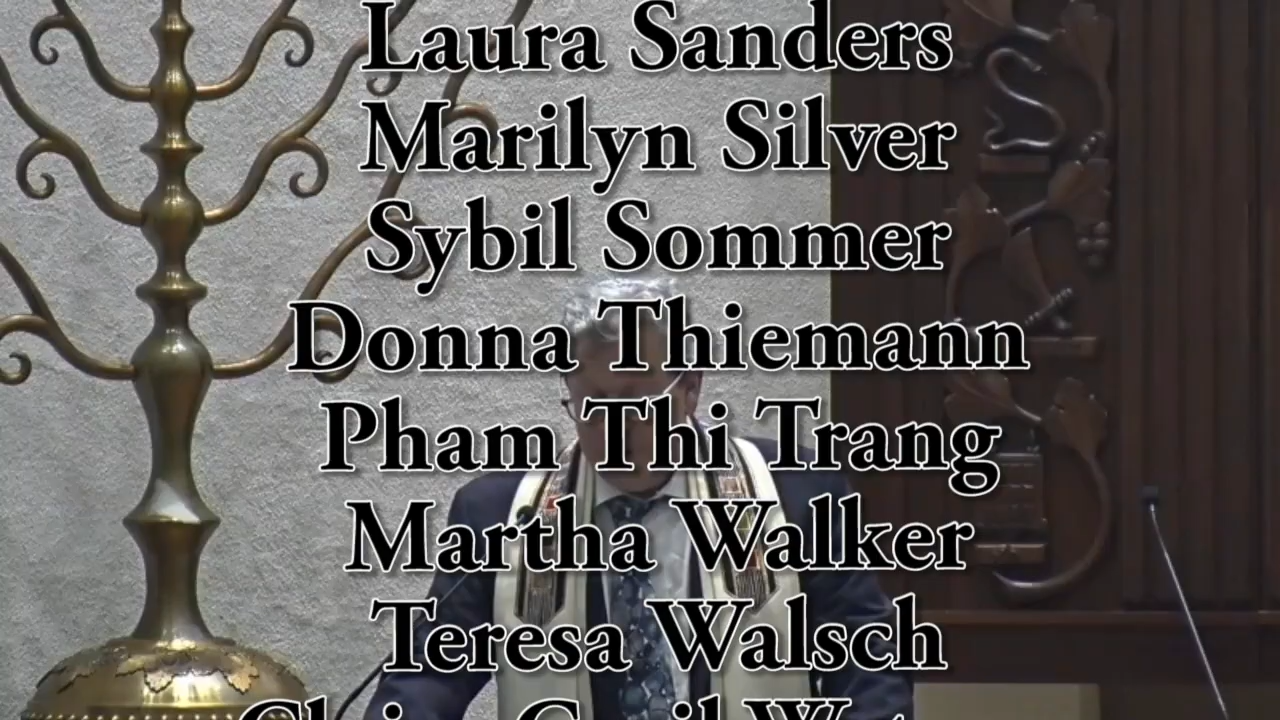 Laura Sanders
Marilyn Silver
Sybil Sommer
Donna Thiemann
Pham Thi Trang
Martha Walker
Teresa Walsch